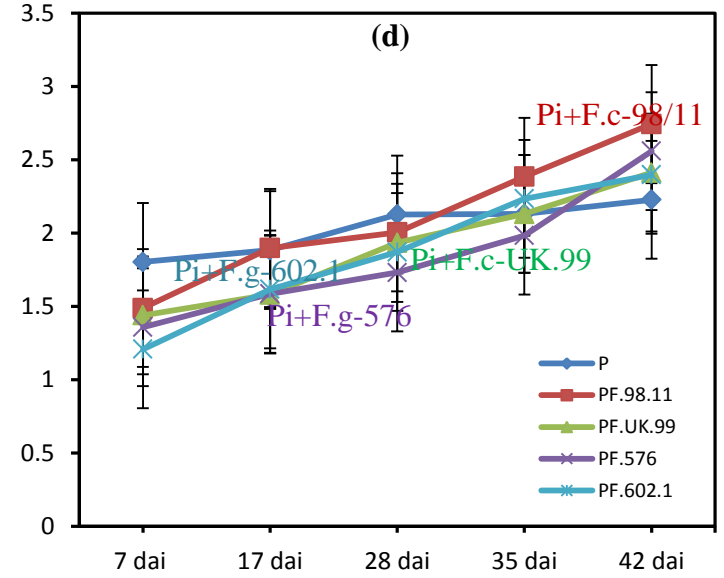 3.5
(d)
3
Pi+F.c-98/11
2.5
2
Pi+F.g-602.1
Pi+F.c-UK.99
1.5
Pi+F.g-576
1
0.5
0
P
PF.98.11
PF.UK.99
PF.576
PF.602.1
7 dai 17 dai 28 dai 35 dai 42 dai